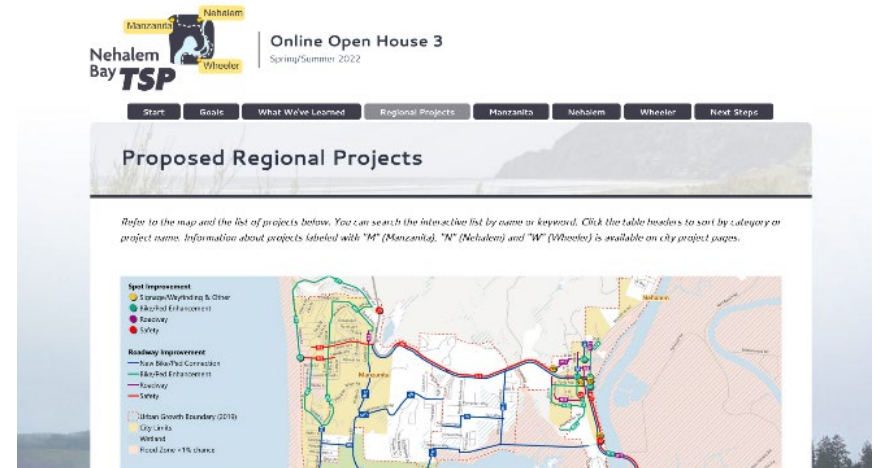 Nehalem
Manzanita
Wheeler
Nehalem
Bay TSP
Online Open House 3
Spring/Summer 2022
Start
Goals
What We've Learned
Regional Projects
Manzanita
Nehalem
Wheeler
Next Steps
Proposed Regional Projects
Refer to the map and the list of projects below. You can search the interactive list by name or keyword. Click the table headers to sort by category or
project name. Information about projects labeled with "M" (Manzanita), "N" (Nehalem) and "W" (Wheeler) is available on city project pages.
Spot Improvement
Signage/Wayfinding & Other
Bike/Ped Enhancement
Roadway
Safety
Roadway Improvement
New Bike/Ped Connection
Bike/Ped Enhancement
Roadway
Safety
Urban Growth Boundary (2019)
City Limits
Wetland
Flood Zone <1% chance
Nehalem
Manzanita